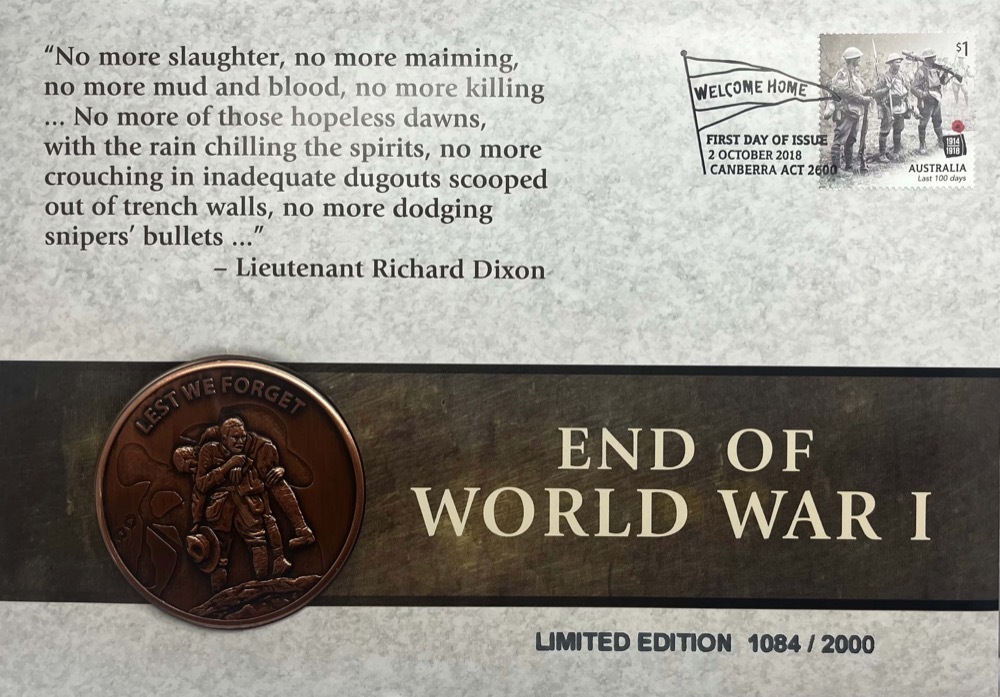 “No more slaughter, no more maiming,
no more mud and blood, no more killing
... No more of those hopeless dawns,
with the rain chilling the spirits, no more
crouching in inadequate dugouts scooped
out of trench walls, no more dodging
snipers’ bullets ...”
– Lieutenant Richard Dixon
WELCOME HOME
FIRST DAY OF ISSUE
2 OCTOBER 2018
CANBERRA ACT 2600
$1
1914
1918
AUSTRALIA
Last 100 days
LEST WE FORGET
END OF
WORLD WAR I
LIMITED EDITION 1084 / 2000